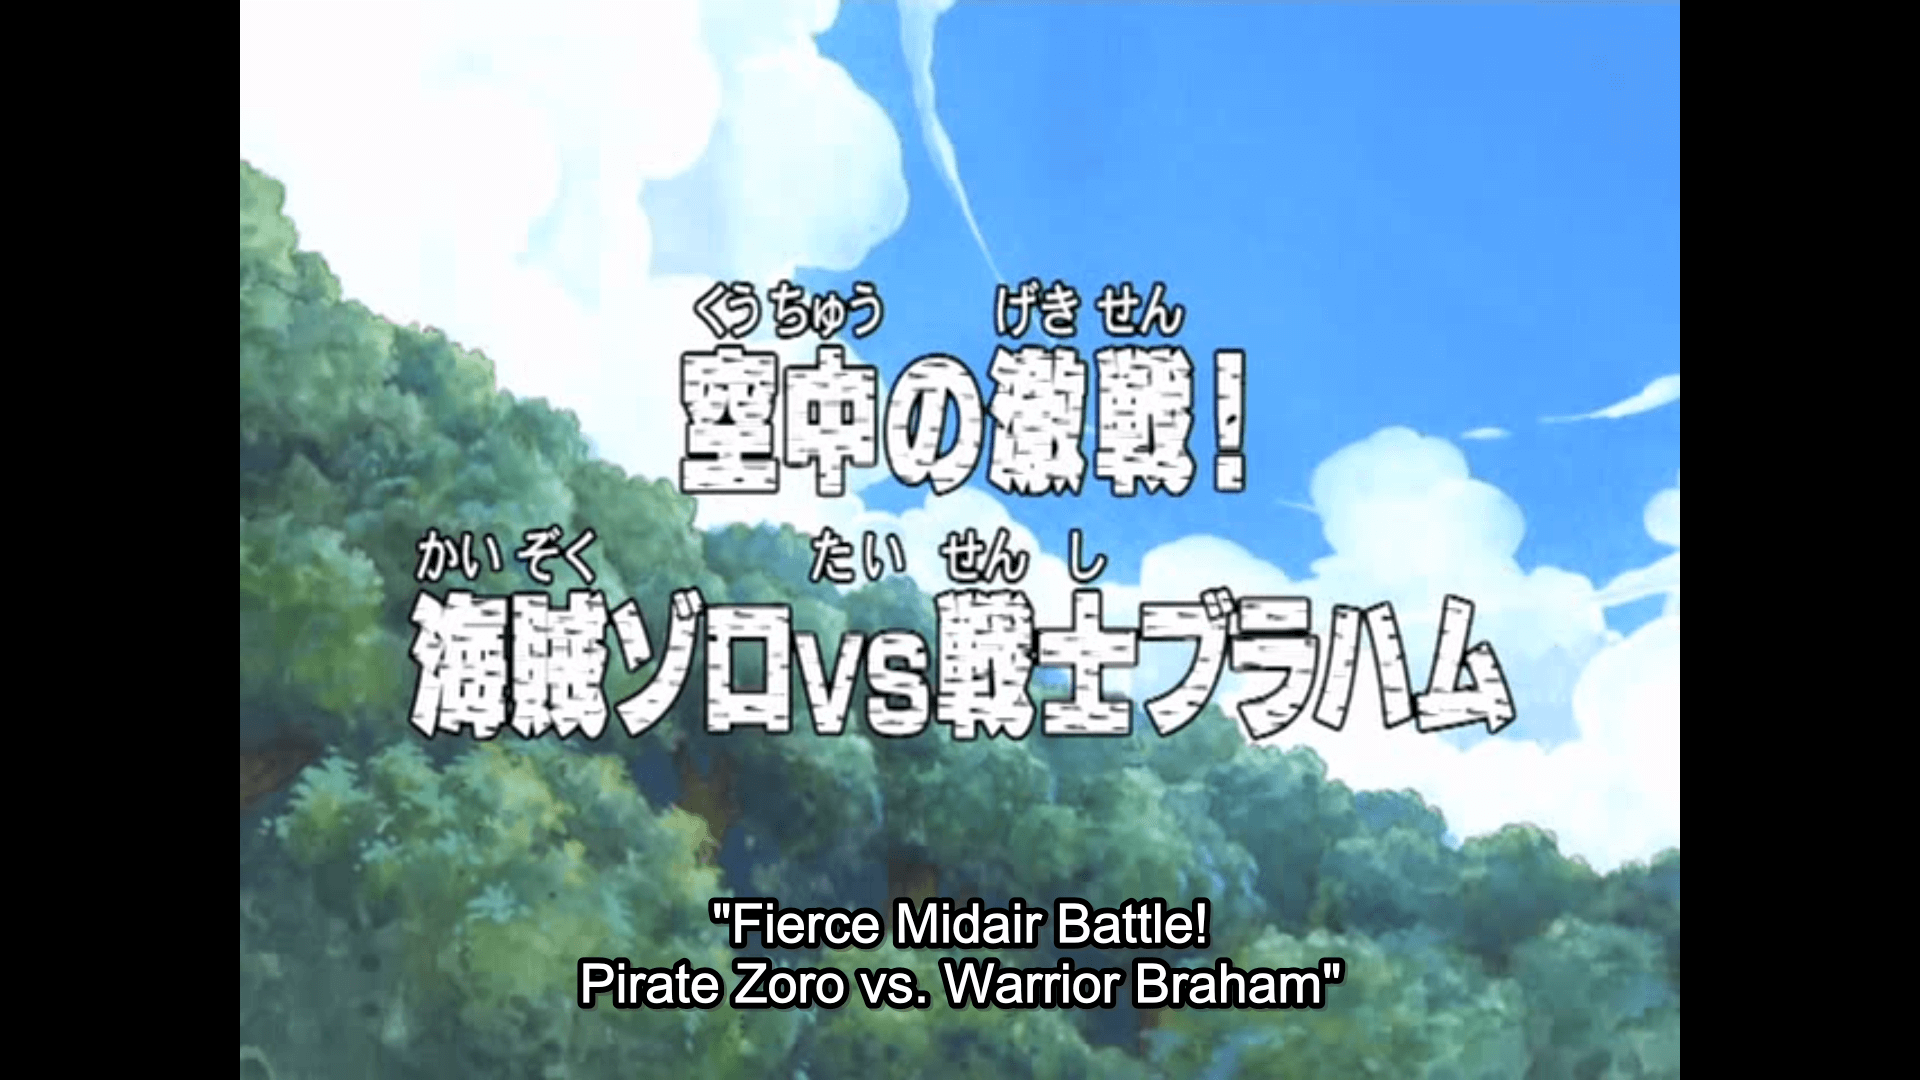 くうちゅう げきせん
空中の激戦!
かいぞく たい せんし
海賊ゾロvs戦士ブラハム
"Fierce Midair Battle!
Pirate Zoro vs. Warrior Braham"